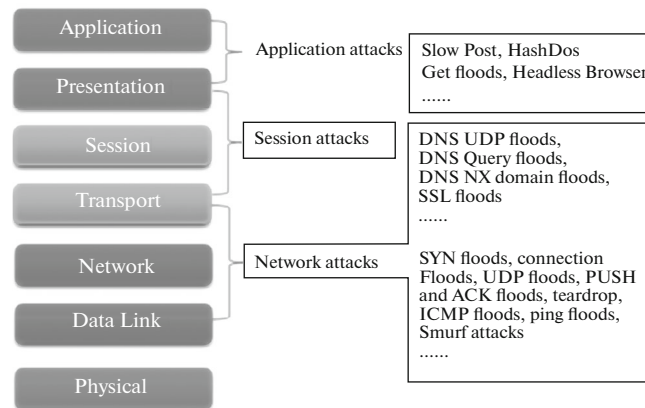 Application
Presentation
Session
Transport
Network
Data Link
Physical
Application attacks
Session attacks
Network attacks
Slow Post, HashDos
Get floods, Headless Browser
......
DNS UDP floods,
DNS Query floods,
DNS NX domain floods,
SSL floods
......
SYN floods, connection
Floods, UDP floods, PUSH
and ACK floods, teardrop,
ICMP floods, ping floods,
Smurf attacks
......